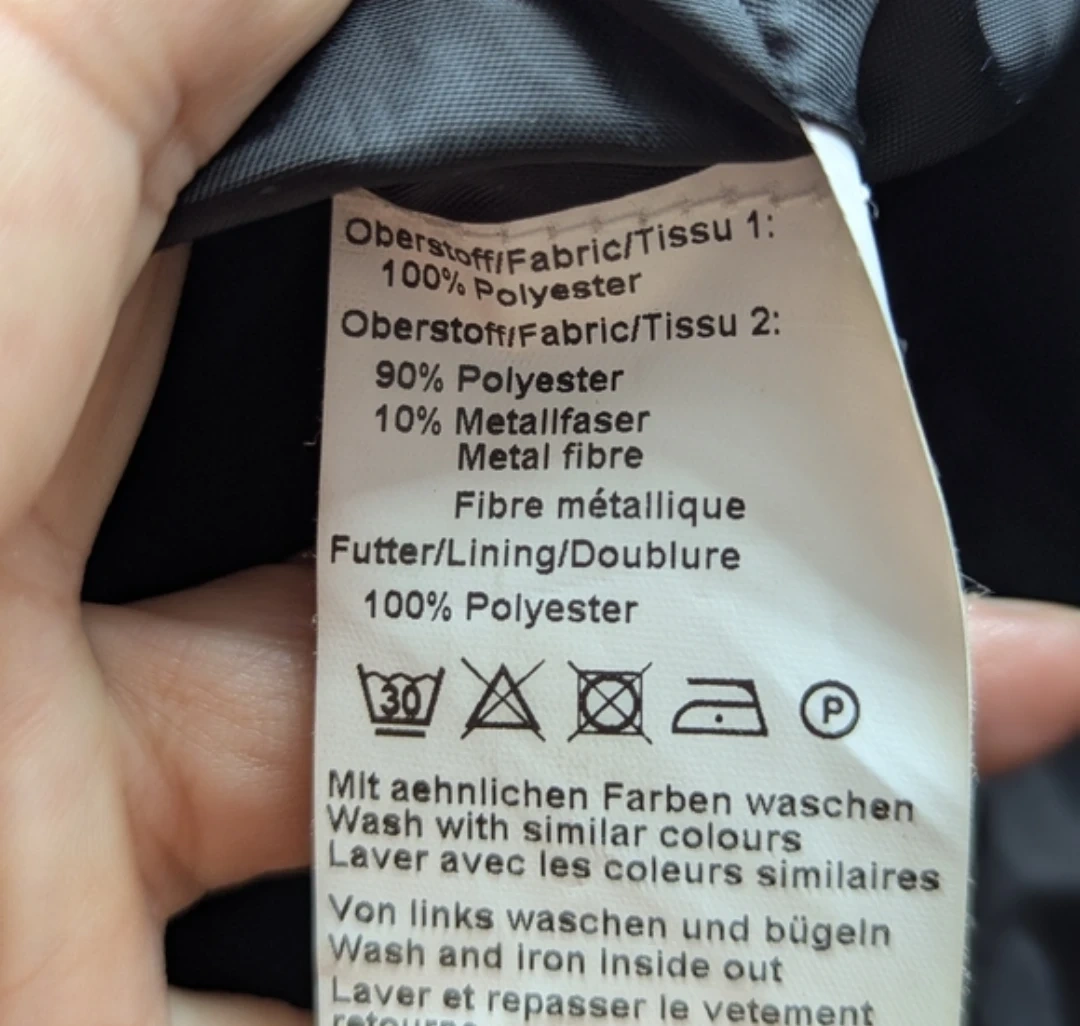 Oberstoff/Fabric/Tissu 1:
100% Polyester
Oberstoff/Fabric/Tissu 2:
90% Polyester
10% Metallfaser
Metal fibre
Fibre métallique
Futter/Lining/Doublure
100% Polyester
30 P
Mit aehnlichen Farben waschen
Wash with similar colours
Laver avec les coleurs similaires
Von links waschen und bügeln
Wash and iron inside out
Laver et repasser le vetement